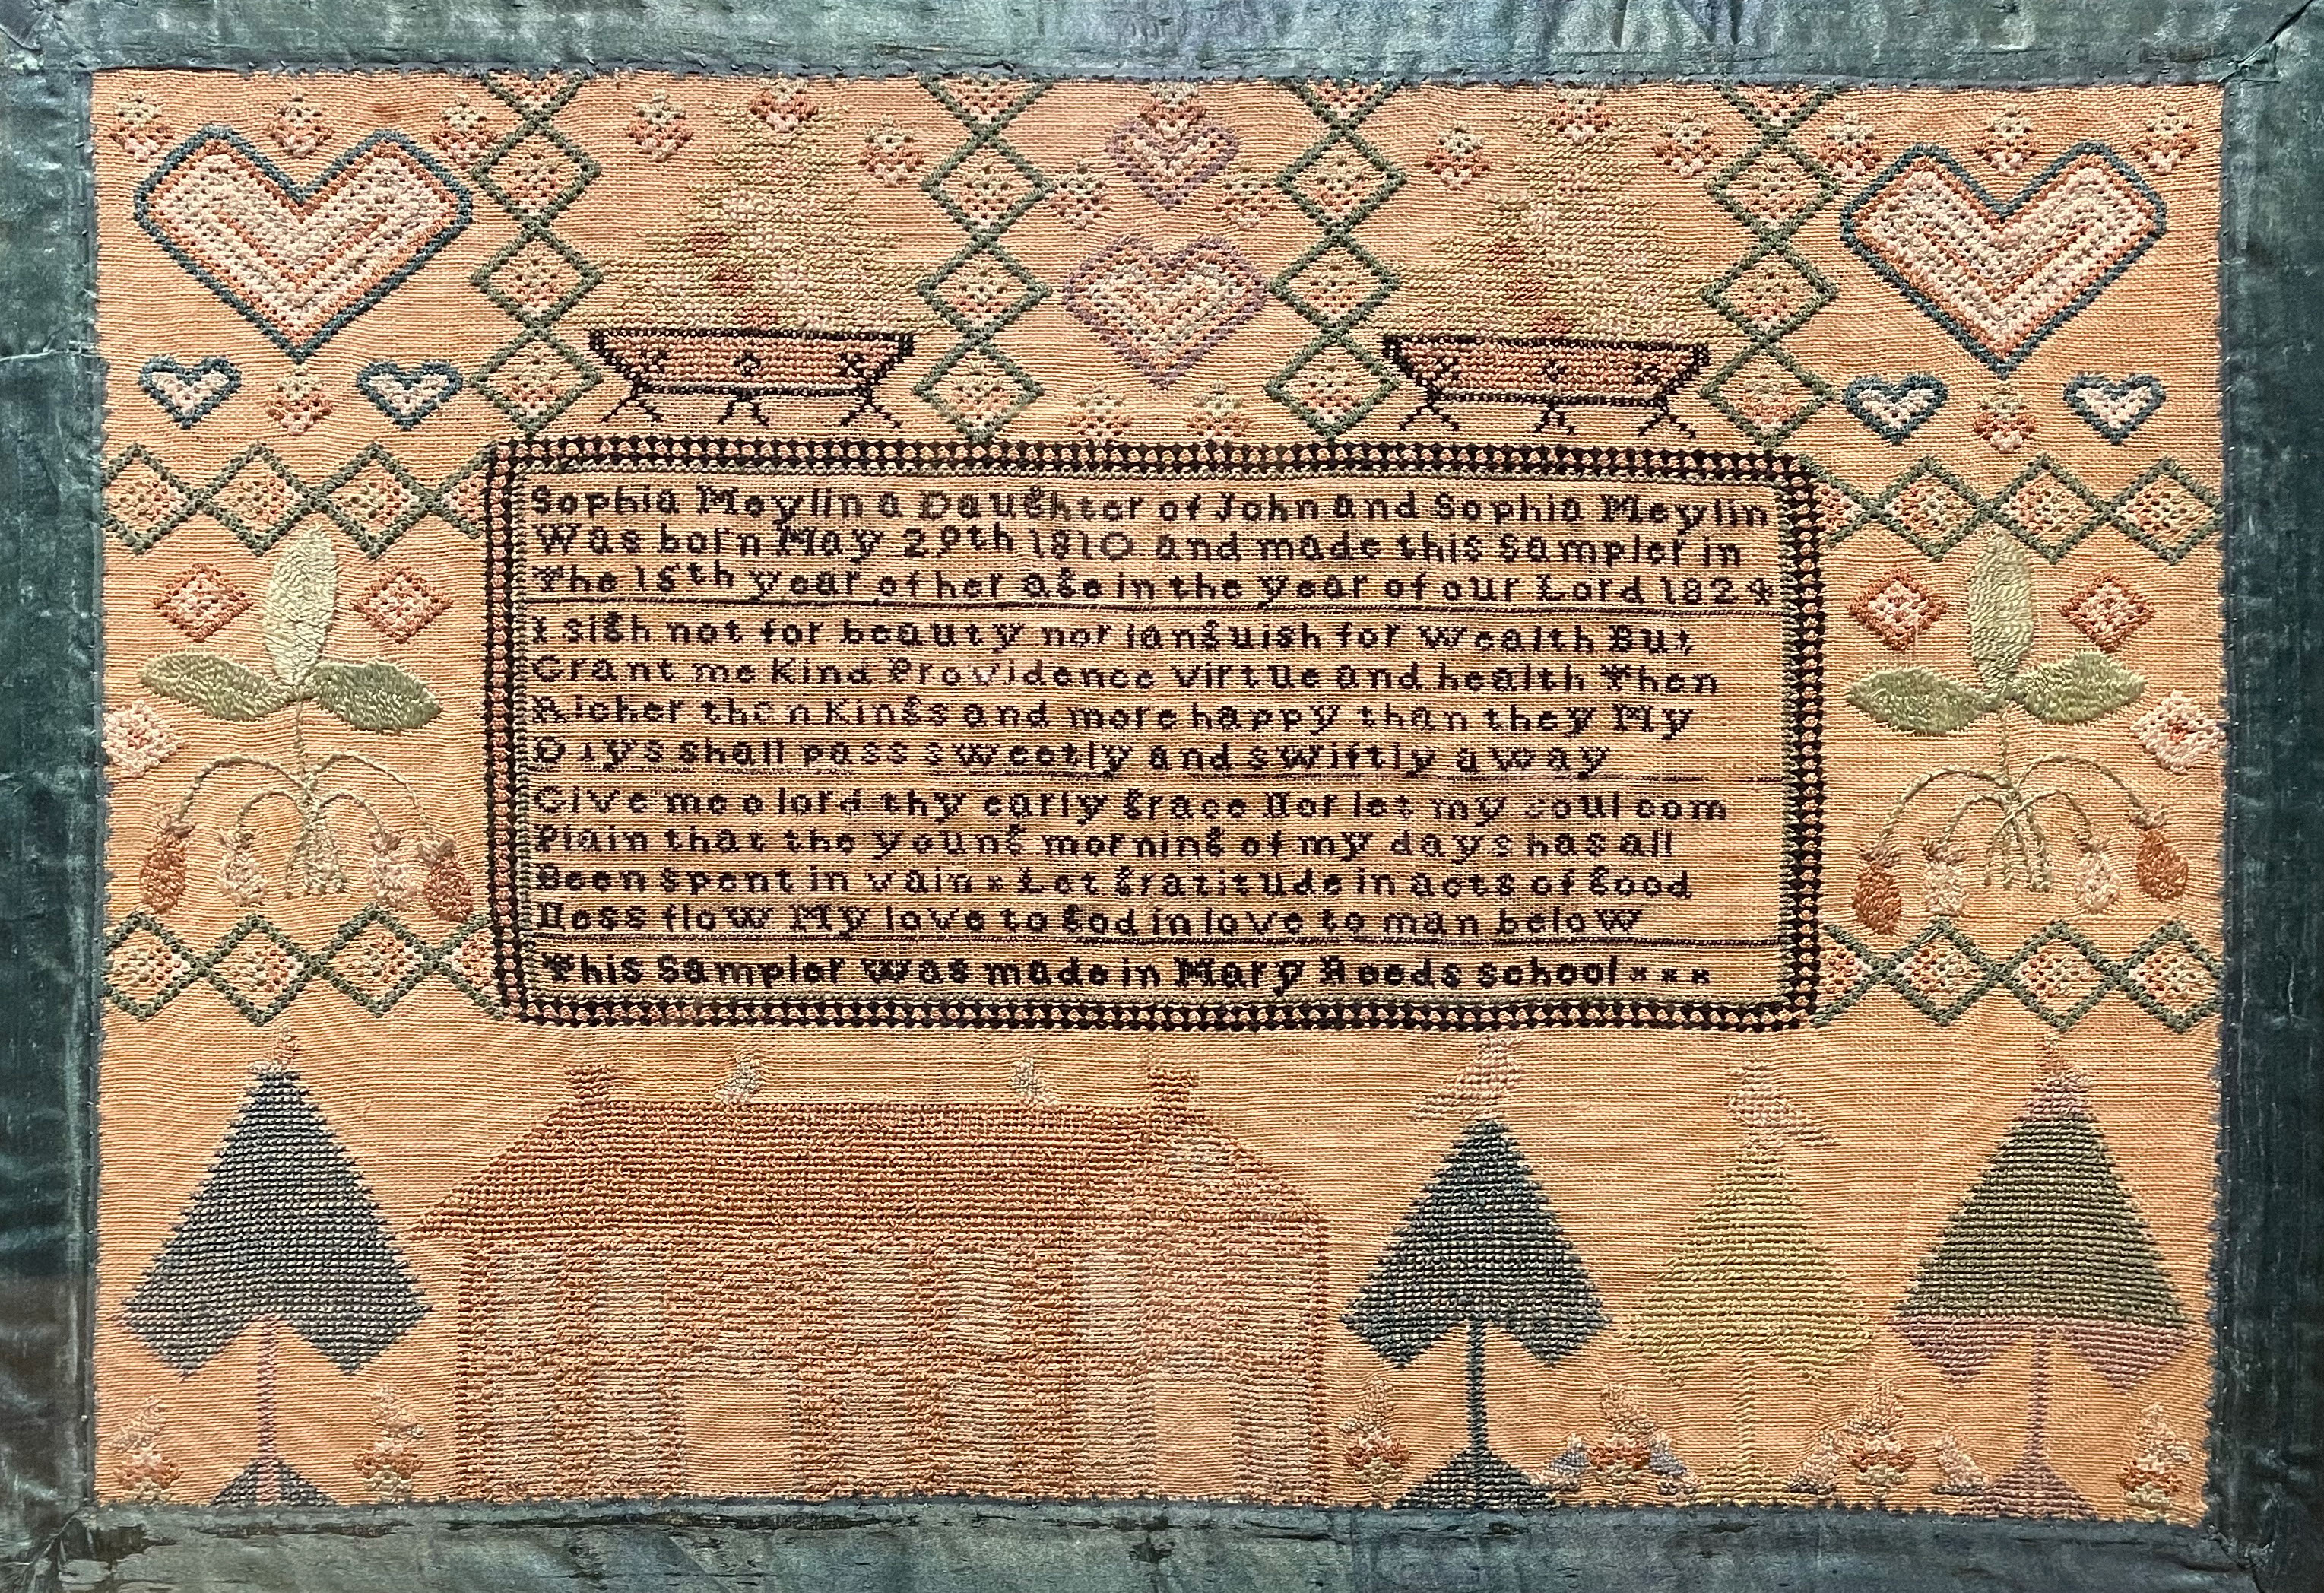 Sophia Meylin a Daughter of John and Sophia Meylin
Was born May 29th 1810 and made this Sampler in
The 15th year of her age in the year of our Lord 1824
I sigh not for beauty nor languish for wealth But
Grant me Kind Providence virtue and health Then
Richer then Kings and more happy than they My
Days shall pass sweetly and swiftly away
Give me o lord thy early grace Nor let my soul com
Plain that the young morning of my days has all
Been spent in vain * Let gratitude in acts of good
Ness flow My love to God in love to man below
This Sampler was made in Mary Reeds school * * *